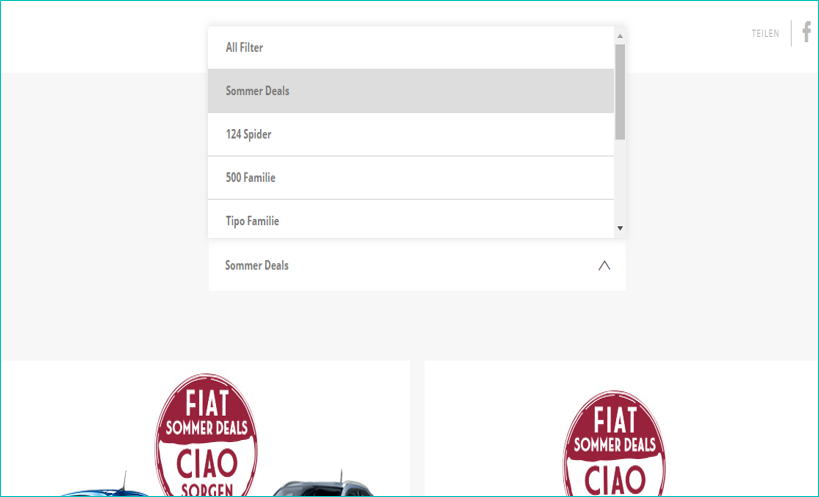 TEILEN
All Filter
Sommer Deals
124 Spider
500 Familie
Tipo Familie
Sommer Deals
FIAT
SOMMER DEALS
CIAO
SORGEN
FIAT
SOMMER DEALS
CIAO